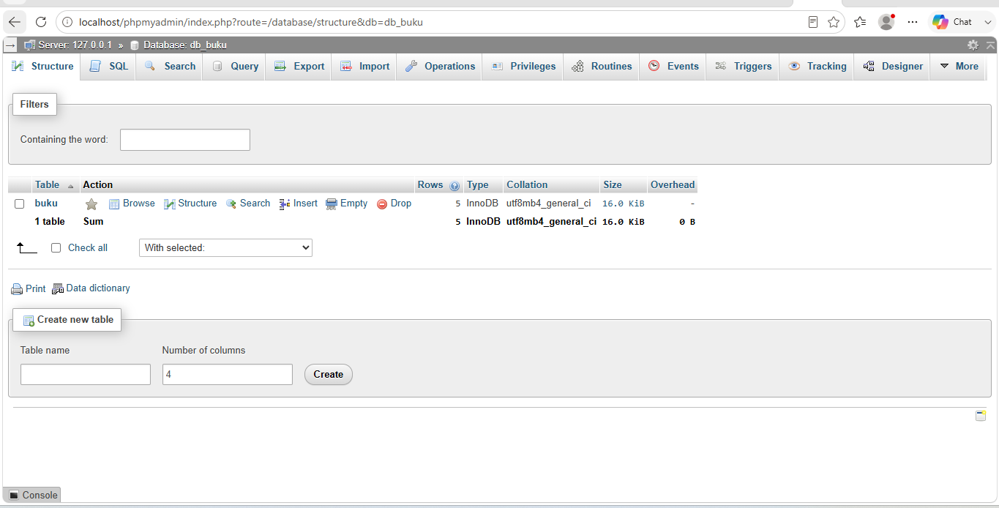 localhost/phpmyadmin/index.php?route=/database/structure&db=db_buku
Chat
Server: 127.0.0.1 » Database: db_buku
Structure SQL Search Query Export Import Operations Privileges Routines Events Triggers Tracking Designer More
Filters
Containing the word:
Table Action Rows Type Collation Size Overhead
buku Browse Structure Search Insert Empty Drop 5 InnoDB utf8mb4_general_ci 16.0 KiB -
1 table Sum 5 InnoDB utf8mb4_general_ci 16.0 KiB 0 B
Check all With selected:
Print Data dictionary
Create new table
Table name Number of columns
4 Create
Console